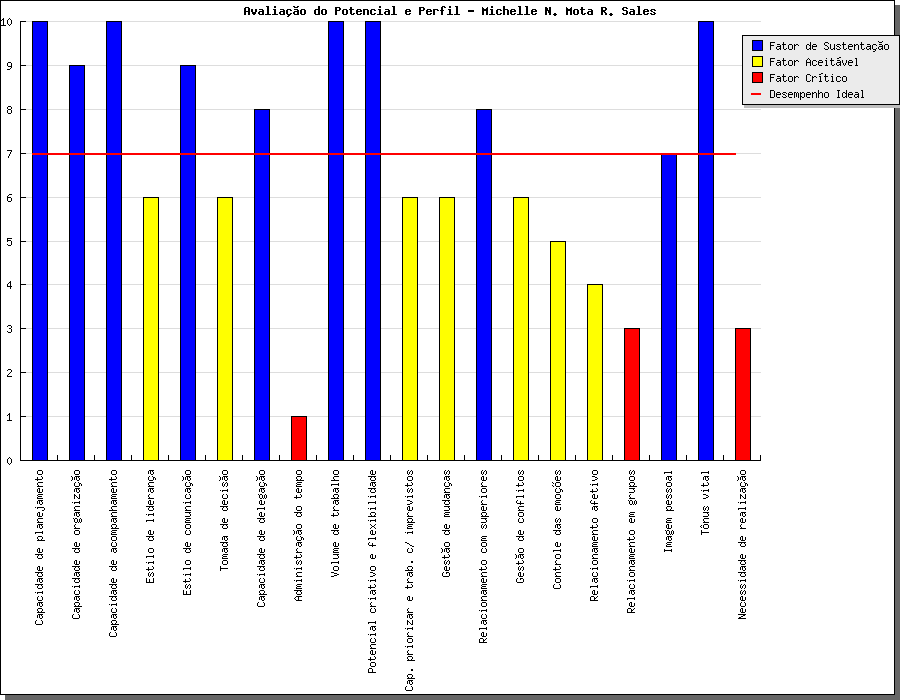 Avaliação do Potencial e Perfil - Michelle N. Mota R. Sales
Fator de Sustentação
Fator Aceitável
Fator Crítico
Desempenho Ideal
10
9
8
7
6
5
4
3
2
1
0
Capacidade de planejamento
Capacidade de organização
Capacidade de acompanhamento
Estilo de liderança
Estilo de comunicação
Tomada de decisão
Capacidade de delegação
Administração do tempo
Volume de trabalho
Potencial criativo e flexibilidade
Cap. priorizar e trab. c/ imprevistos
Gestão de mudanças
Relacionamento com superiores
Gestão de conflitos
Controle das emoções
Relacionamento afetivo
Relacionamento em grupos
Imagem pessoal
Tônus vital
Necessidade de realização